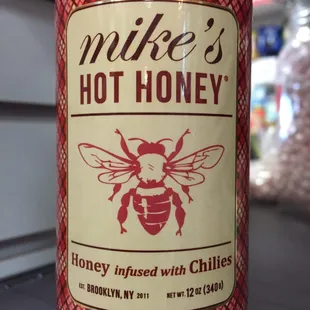 mike's
HOT HONEY®
Honey infused with Chilies
EST. BROOKLYN, NY 2011 NET WT. 12 OZ (340g)